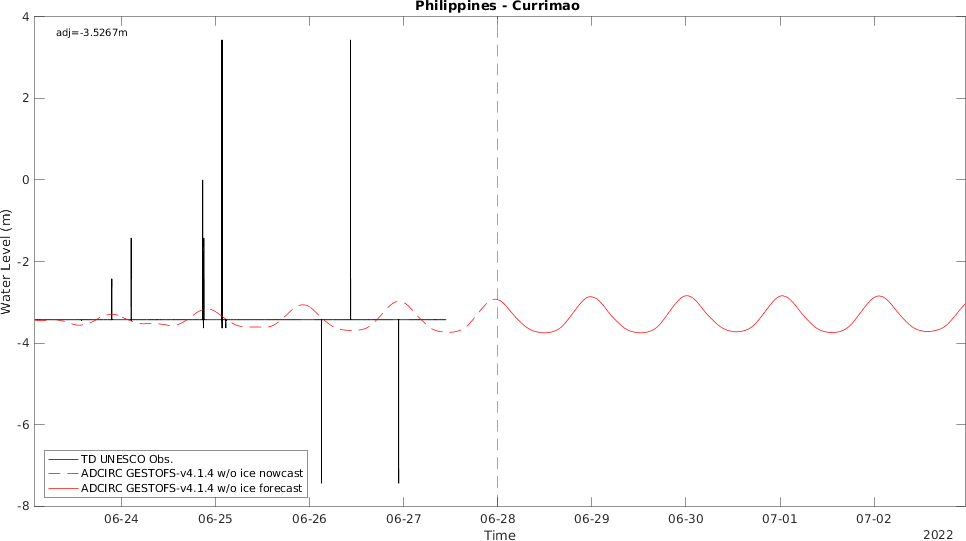 Philippines - Currimao
adj=-3.5267m
4
2
0
-2
-4
-6
-8
Water Level (m)
TD UNESCO Obs.
ADCIRC GESTOFS-v4.1.4 w/o ice nowcast
ADCIRC GESTOFS-v4.1.4 w/o ice forecast
06-24 06-25 06-26 06-27 06-28 06-29 06-30 07-01 07-02
Time
2022